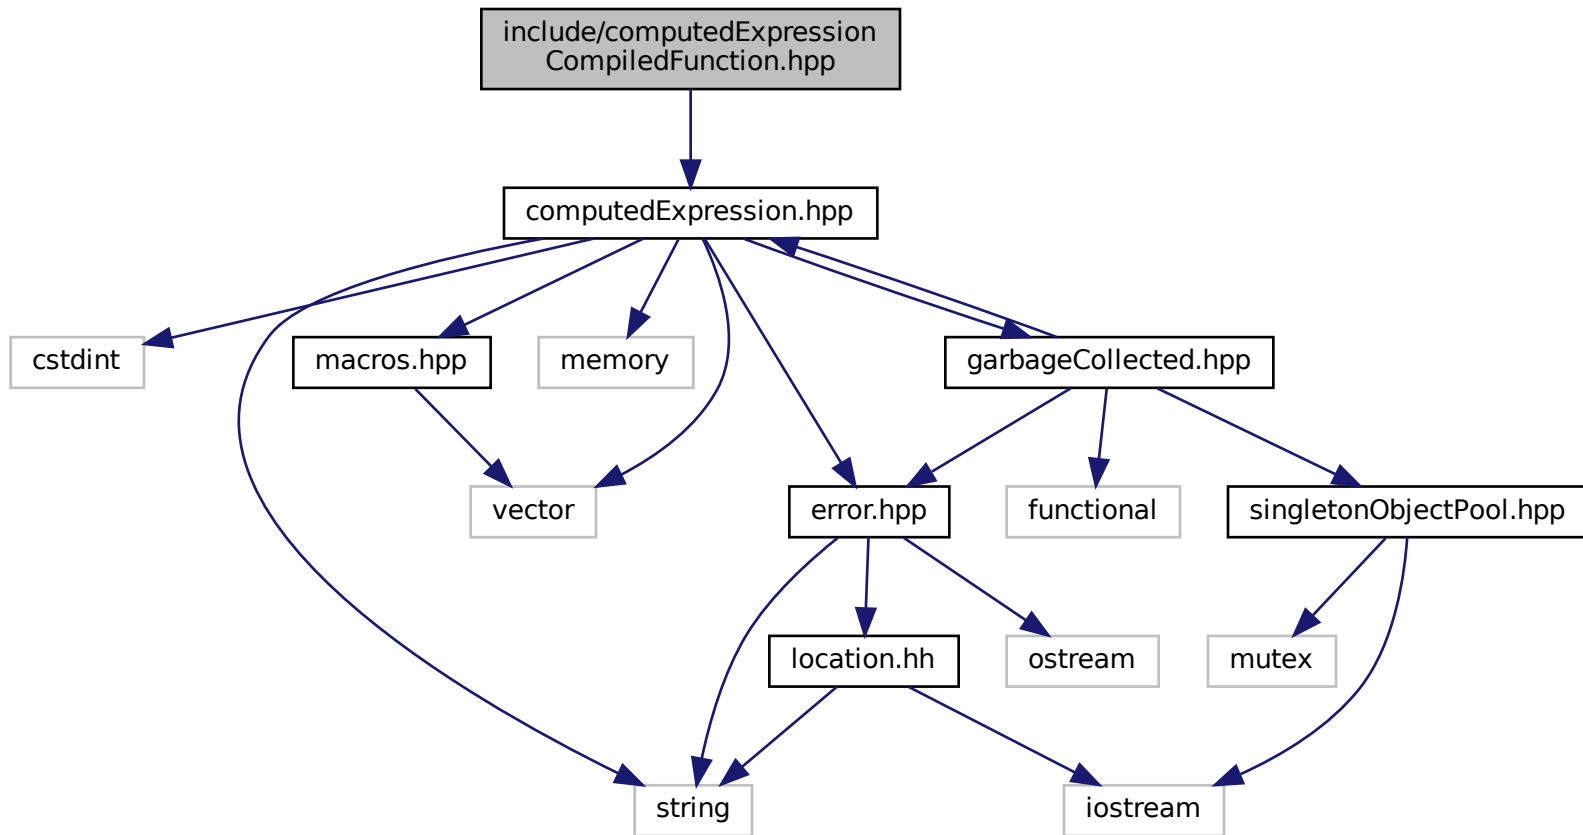 include/computedExpression
CompiledFunction.hpp
computedExpression.hpp
cstdint
macros.hpp
memory
garbageCollected.hpp
vector
error.hpp
functional
singletonObjectPool.hpp
location.hh
ostream
mutex
string
iostream